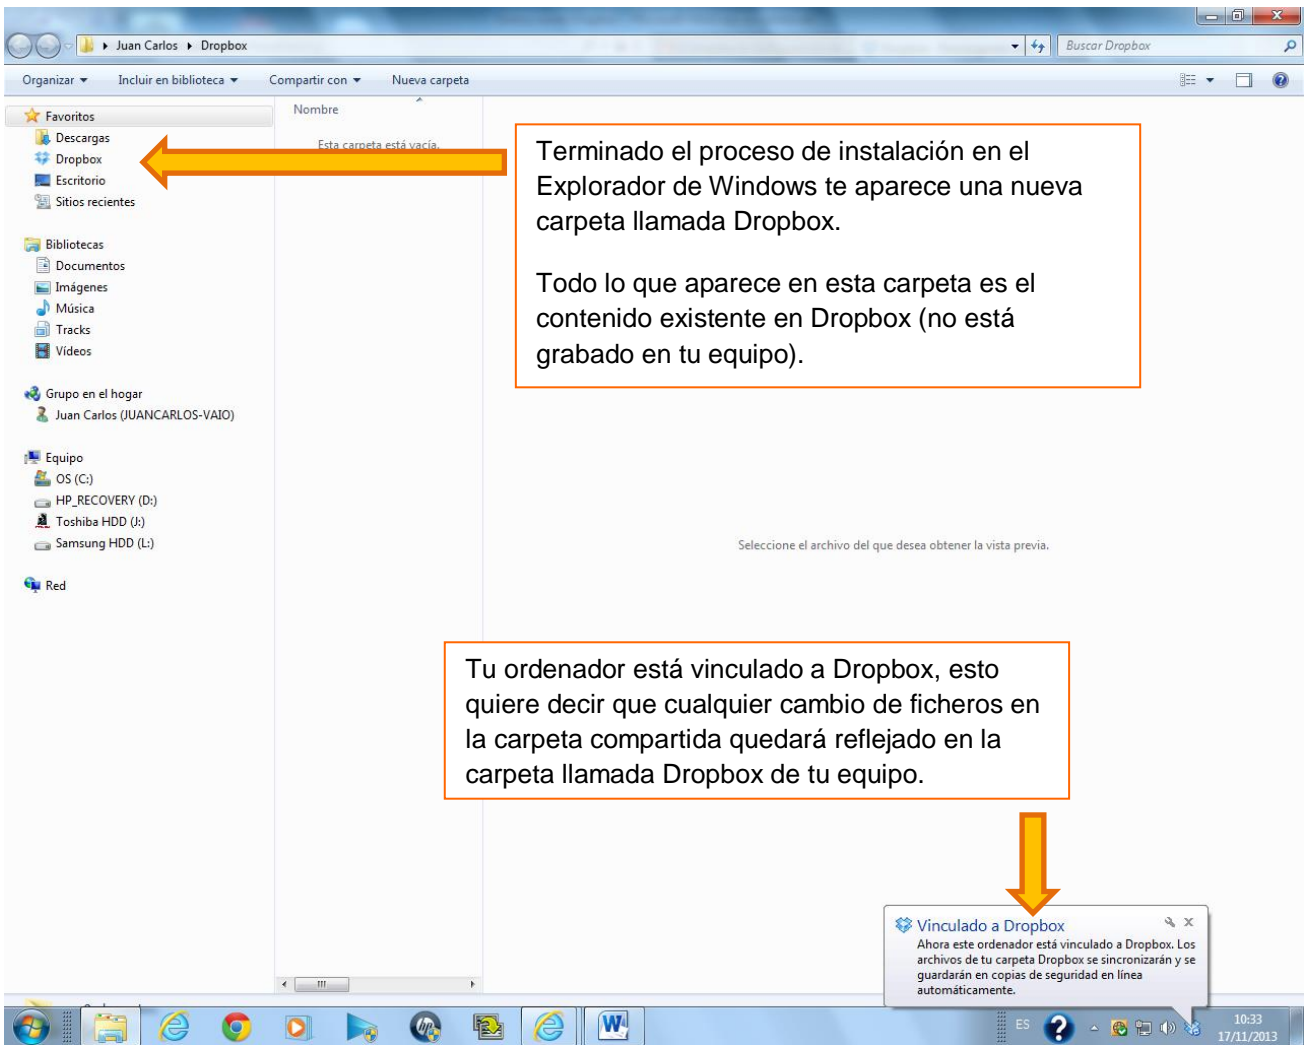 Juan Carlos Dropbox
Buscar Dropbox
Organizar Incluir en biblioteca Compartir con Nueva carpeta
Favoritos
Descargas
Dropbox
Escritorio
Sitios recientes
Bibliotecas
Documentos
Imágenes
Música
Tracks
Vídeos
Grupo en el hogar
Juan Carlos (JUANCARLOS-VAIO)
Equipo
OS (C:)
HP_RECOVERY (D:)
Toshiba HDD (J:)
Samsung HDD (L:)
Red
Nombre
Esta carpeta está vacía.
Terminado el proceso de instalación en el
Explorador de Windows te aparece una nueva
carpeta llamada Dropbox.
Todo lo que aparece en esta carpeta es el
contenido existente en Dropbox (no está
grabado en tu equipo).
Seleccione el archivo del que desea obtener la vista previa.
Tu ordenador está vinculado a Dropbox, esto
quiere decir que cualquier cambio de ficheros en
la carpeta compartida quedará reflejado en la
carpeta llamada Dropbox de tu equipo.
Vinculado a Dropbox
Ahora este ordenador está vinculado a Dropbox. Los
archivos de tu carpeta Dropbox se sincronizarán y se
guardarán en copias de seguridad en línea
automáticamente.
ES
10:33
17/11/2013